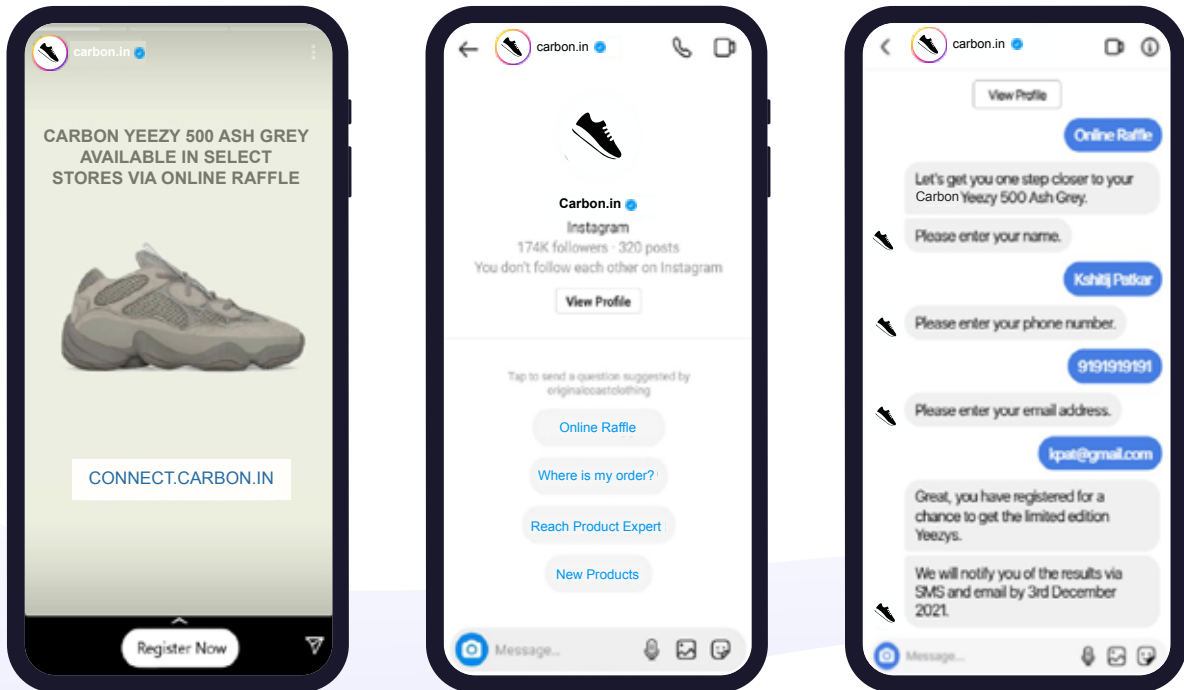 carbon.in
CARBON YEEZY 500 ASH GREY
AVAILABLE IN SELECT
STORES VIA ONLINE RAFFLE
CONNECT.CARBON.IN
Register Now
carbon.in
Carbon.in
Instagram
174K followers · 320 posts
You don't follow each other on Instagram
View Profile
Tap to send a question suggested by
originalcoastclothing
Online Raffle
Where is my order?
Reach Product Expert
New Products
Message...
carbon.in
View Profile
Online Raffle
Let's get you one step closer to your
Carbon Yeezy 500 Ash Grey.
Please enter your name.
Kshitij Patkar
Please enter your phone number.
9191919191
Please enter your email address.
kpat@gmail.com
Great, you have registered for a
chance to get the limited edition
Yeezys.
We will notify you of the results via
SMS and email by 3rd December
2021.
Message...